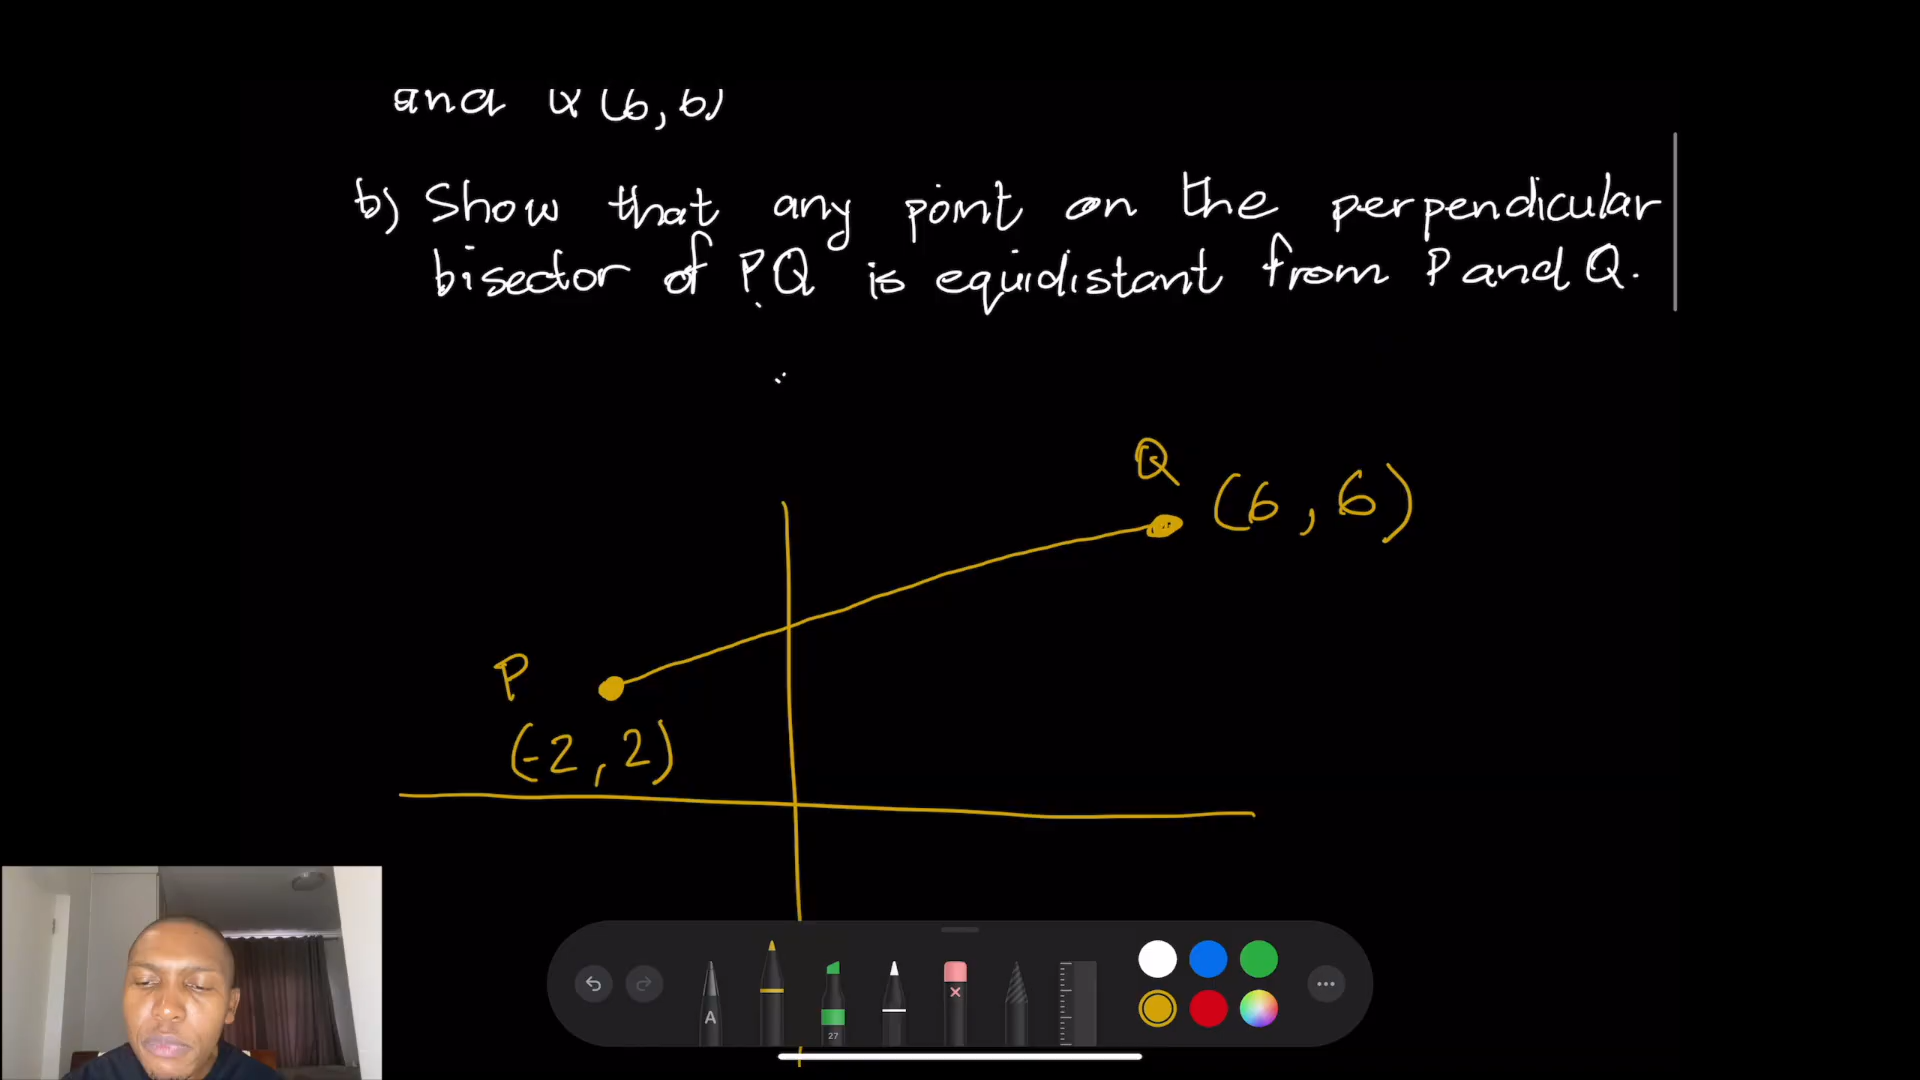 and Q (6, 6)
b) Show that any point on the perpendicular
bisector of PQ is equidistant from P and Q.
Q
(6, 6)
P
(-2, 2)
A
27